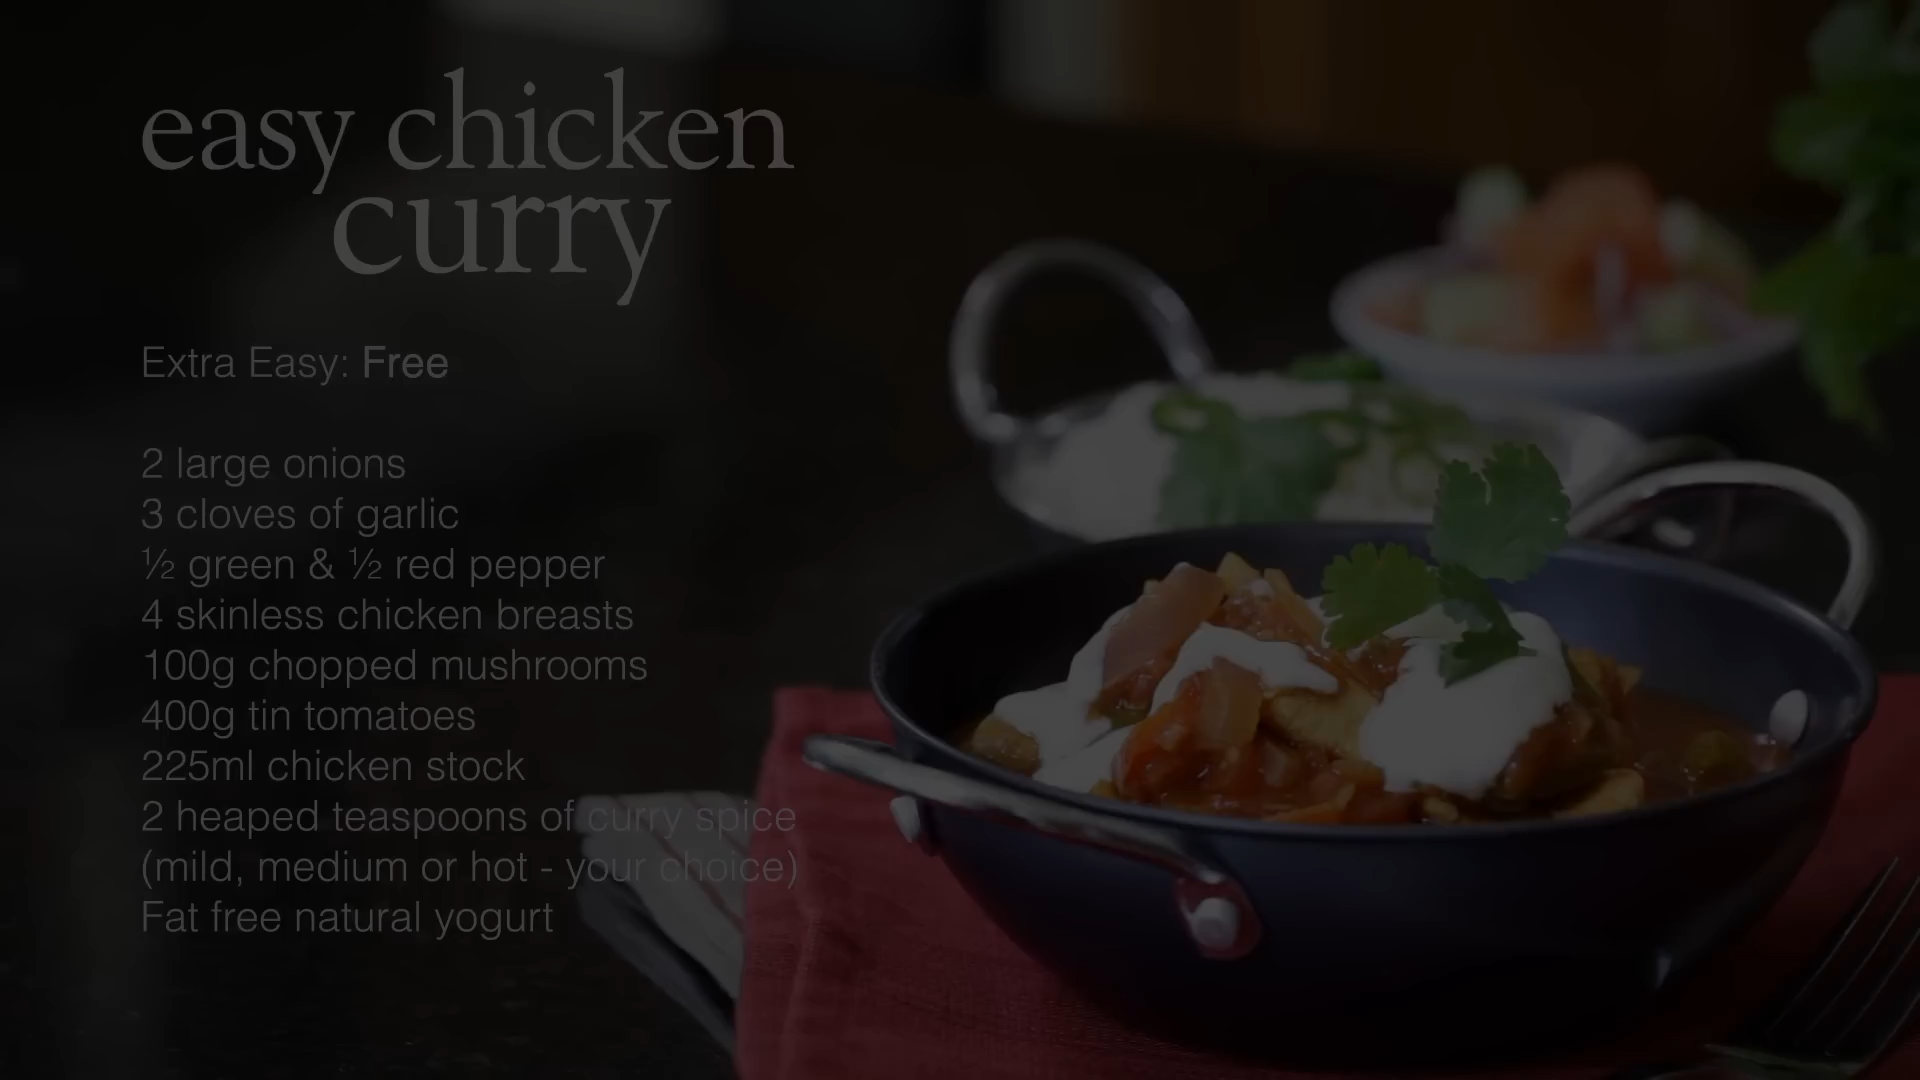 easy chicken
curry
Extra Easy: Free
2 large onions
3 cloves of garlic
½ green & ½ red pepper
4 skinless chicken breasts
100g chopped mushrooms
400g tin tomatoes
225ml chicken stock
2 heaped teaspoons of curry spice
(mild, medium or hot - your choice)
Fat free natural yogurt